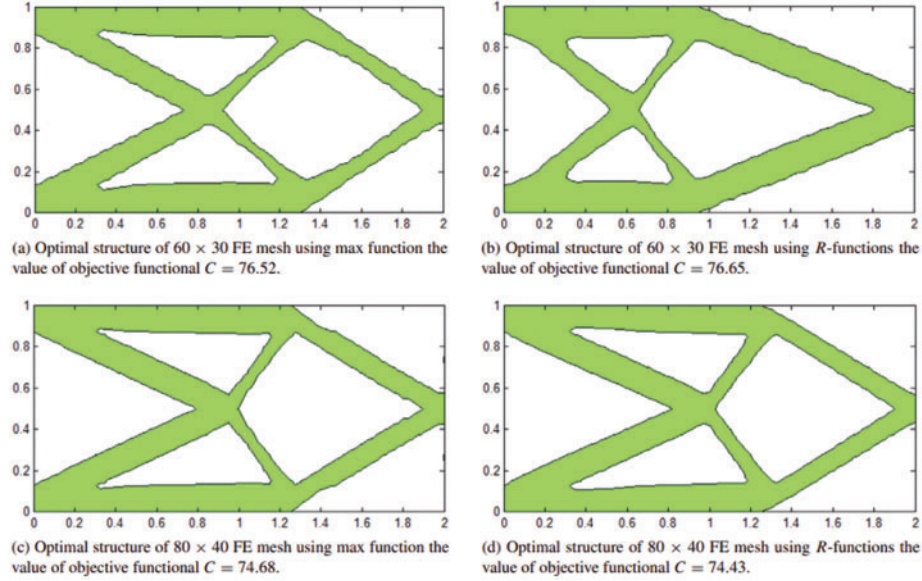 1
0.8
0.6
0.4
0.2
0
0 0.2 0.4 0.6 0.8 1 1.2 1.4 1.6 1.8 2
(a) Optimal structure of 60 × 30 FE mesh using max function the
value of objective functional C = 76.52.
1
0.8
0.6
0.4
0.2
0
0 0.2 0.4 0.6 0.8 1 1.2 1.4 1.6 1.8 2
(b) Optimal structure of 60 × 30 FE mesh using R-functions the
value of objective functional C = 76.65.
1
0.8
0.6
0.4
0.2
0
0 0.2 0.4 0.6 0.8 1 1.2 1.4 1.6 1.8 2
(c) Optimal structure of 80 × 40 FE mesh using max function the
value of objective functional C = 74.68.
1
0.8
0.6
0.4
0.2
0
0 0.2 0.4 0.6 0.8 1 1.2 1.4 1.6 1.8 2
(d) Optimal structure of 80 × 40 FE mesh using R-functions the
value of objective functional C = 74.43.